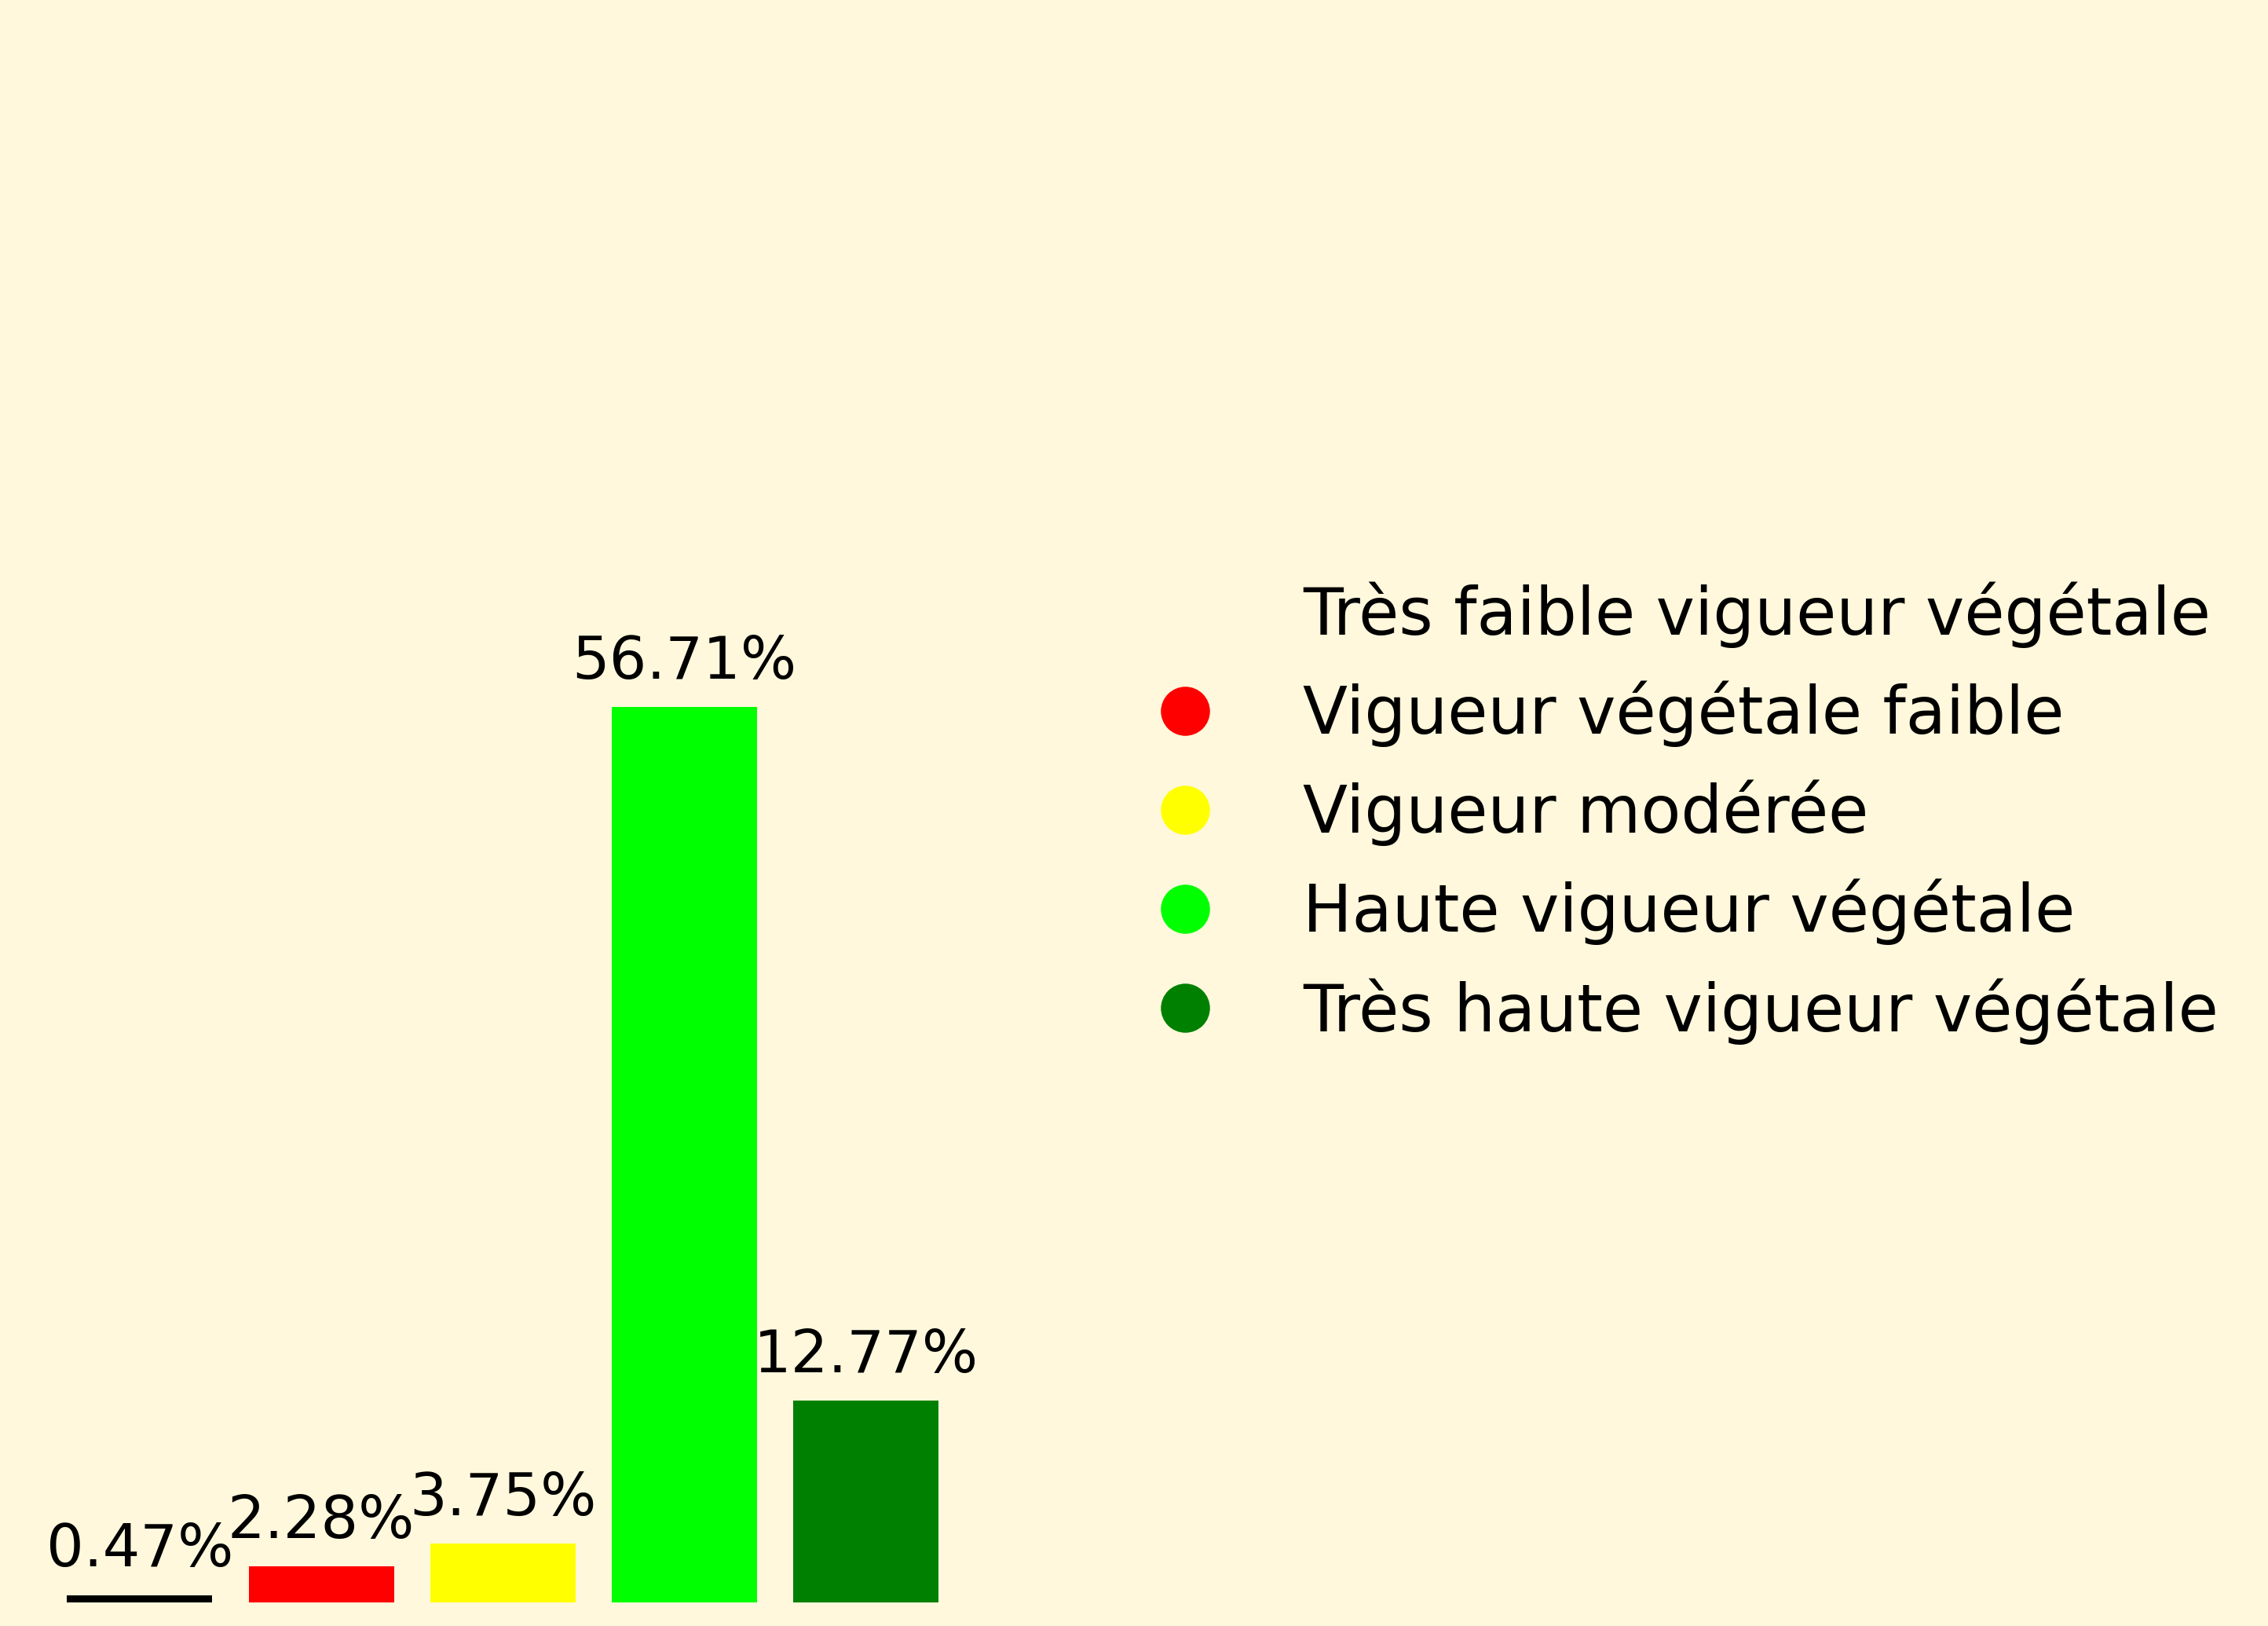 Très faible vigueur végétale
56.71%
Vigueur végétale faible
Vigueur modérée
Haute vigueur végétale
Très haute vigueur végétale
12.77%
3.75%
2.28%
0.47%